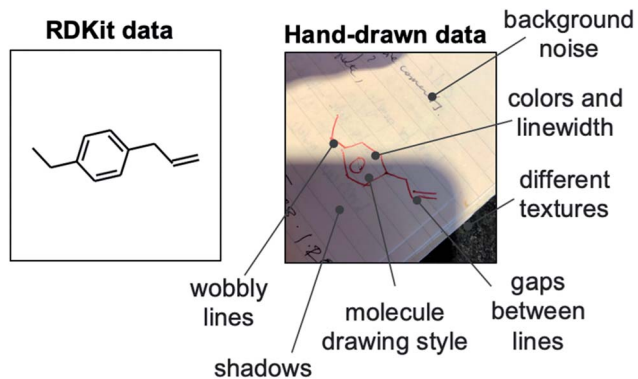 RDKit data
Hand-drawn data
background
noise
colors and
linewidth
different
textures
gaps
between
lines
molecule
drawing style
wobbly
lines
shadows